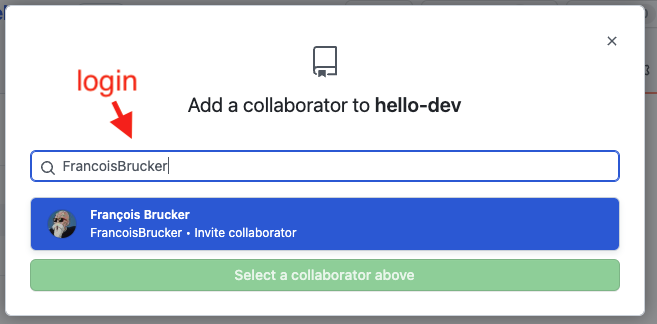 login
Add a collaborator to hello-dev
FrancoisBrucker
François Brucker
FrancoisBrucker • Invite collaborator
Select a collaborator above